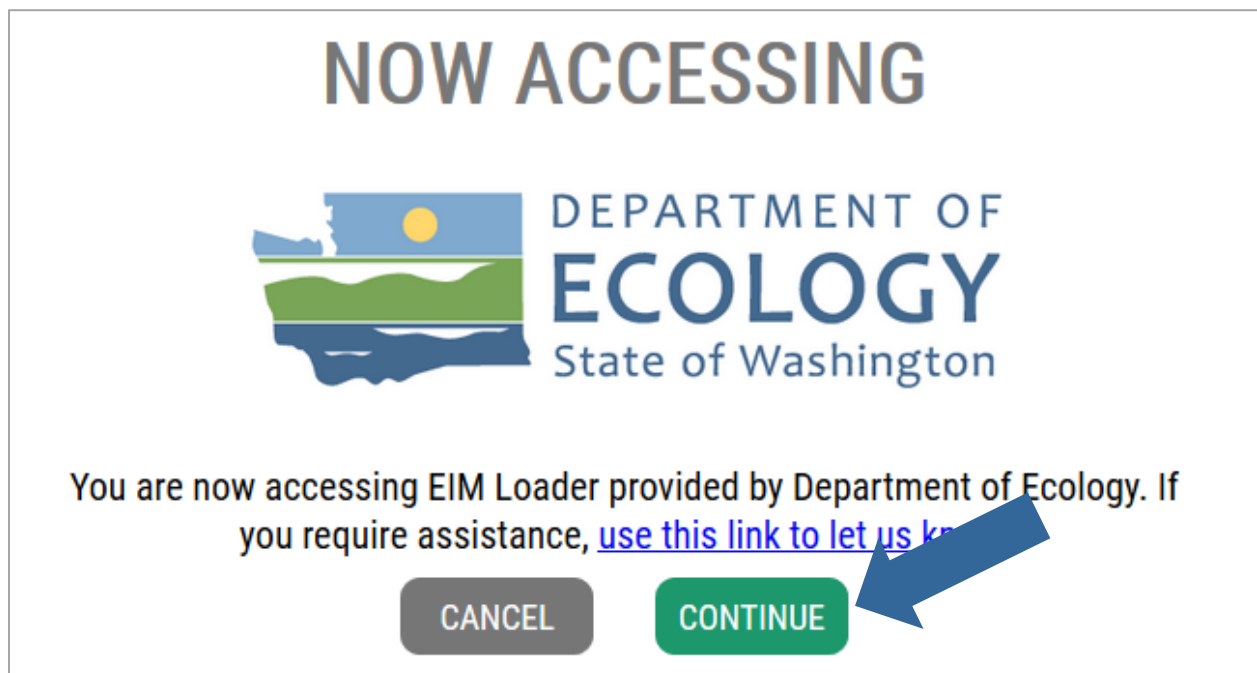 NOW ACCESSING
DEPARTMENT OF
ECOLOGY
State of Washington
You are now accessing EIM Loader provided by Department of Ecology. If
you require assistance, use this link to let us
CANCEL
CONTINUE